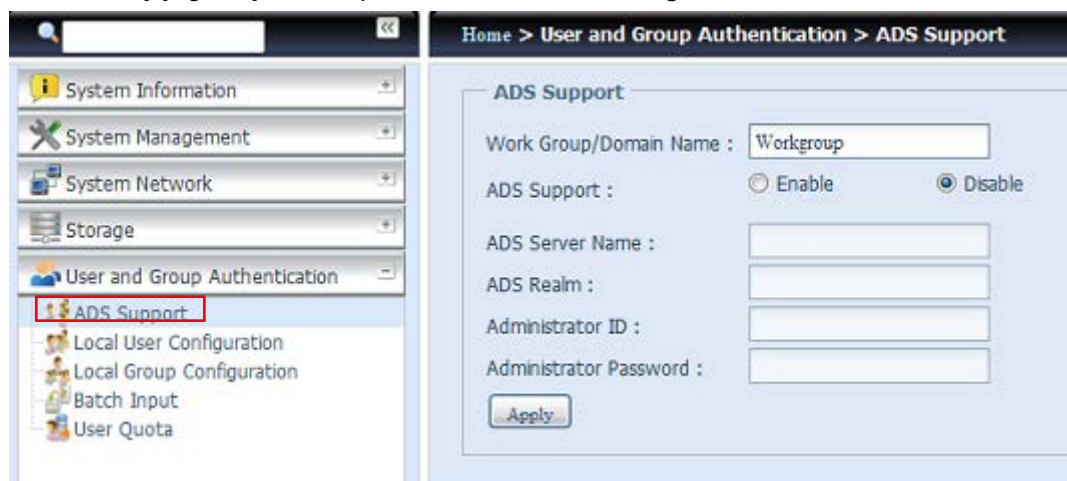 Home > User and Group Authentication > ADS Support
System Information
System Management
System Network
Storage
User and Group Authentication
ADS Support
Local User Configuration
Local Group Configuration
Batch Input
User Quota
ADS Support
Work Group/Domain Name : Workgroup
ADS Support : Enable Disable
ADS Server Name :
ADS Realm :
Administrator ID :
Administrator Password :
Apply